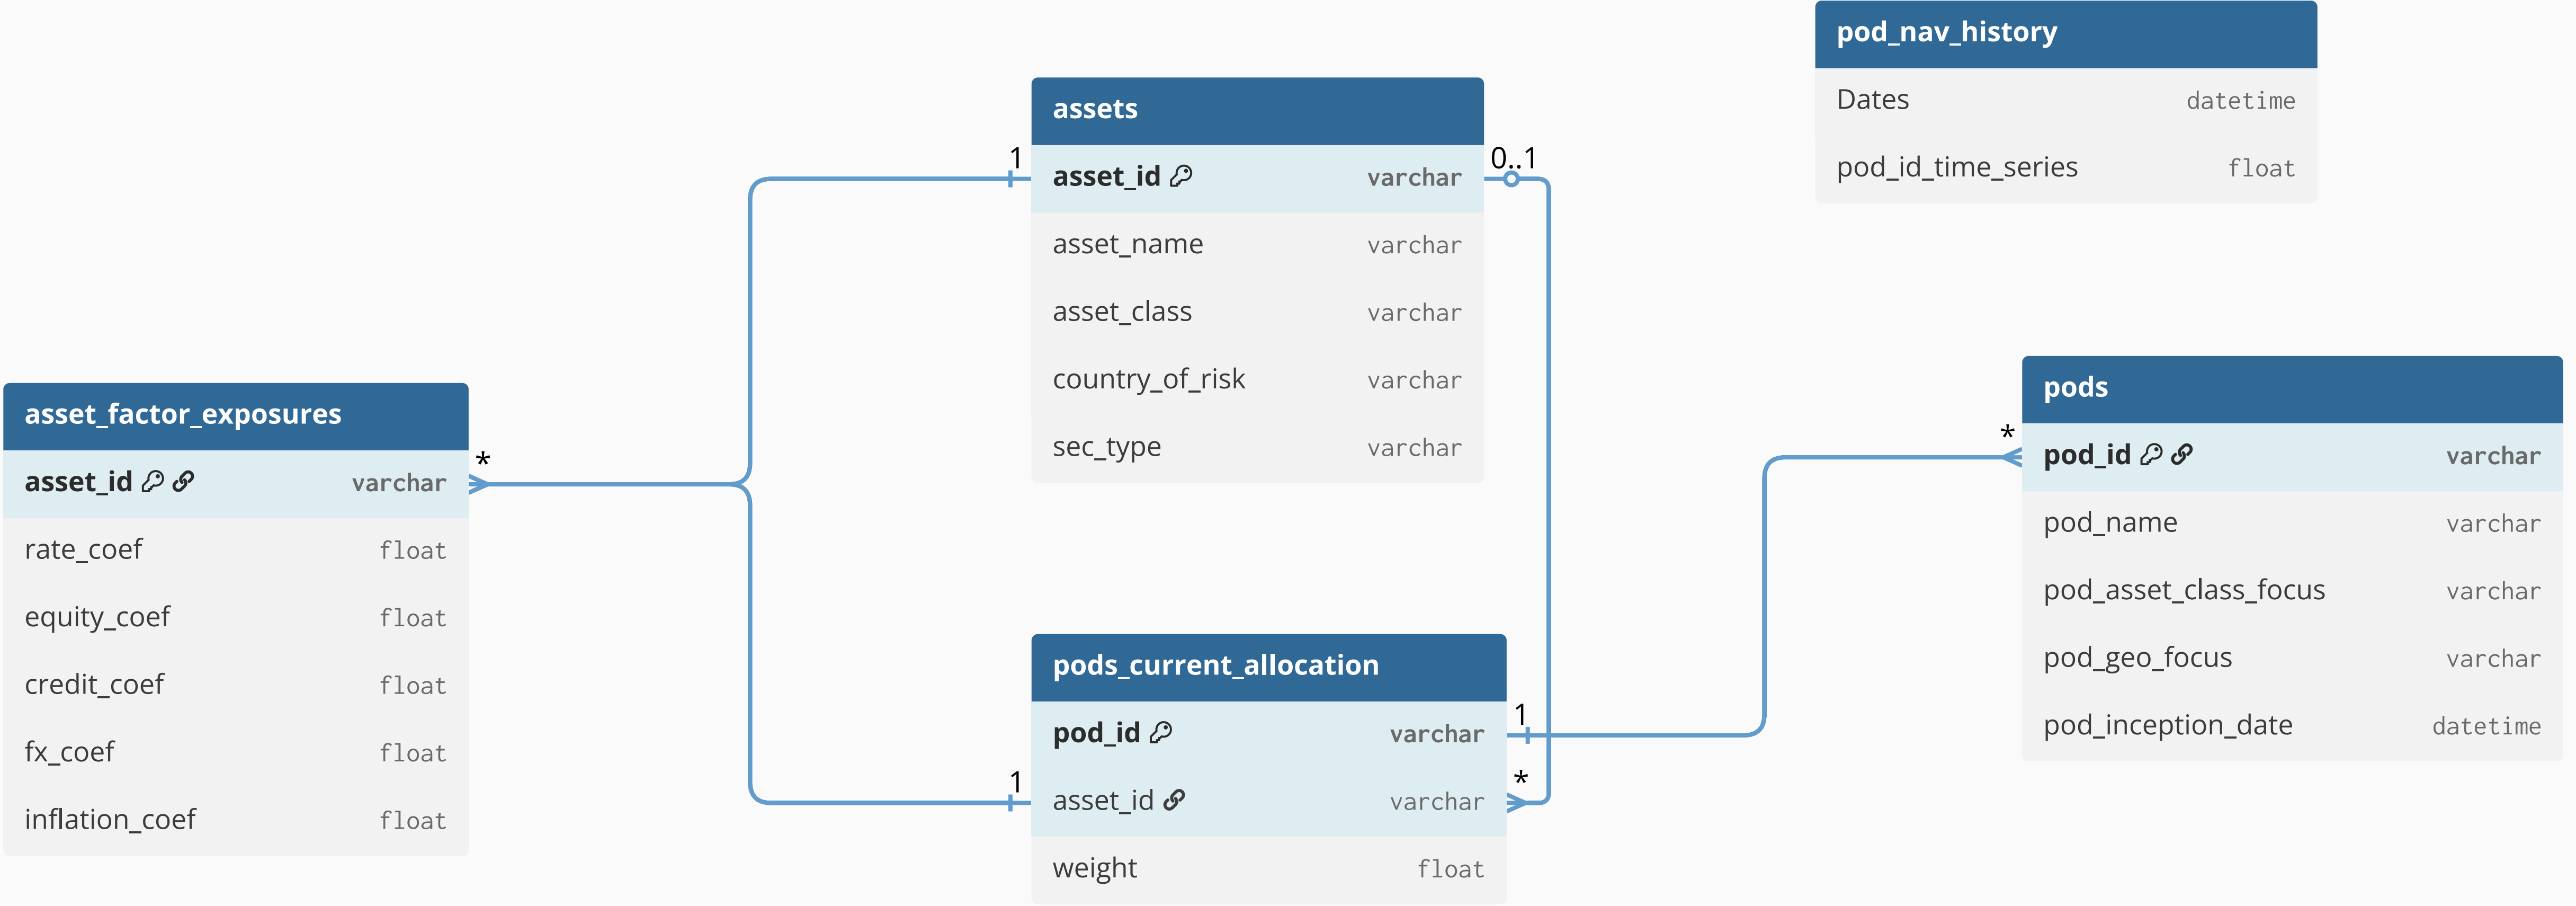 pod_nav_history
Dates datetime
pod_id_time_series float
assets
1 asset_id varchar 0..1
asset_name varchar
asset_class varchar
country_of_risk varchar
sec_type varchar
asset_factor_exposures
asset_id varchar *
rate_coef float
equity_coef float
credit_coef float
fx_coef float
inflation_coef float
pods_current_allocation
pod_id varchar 1
1 asset_id varchar *
weight float
pods
* pod_id varchar
pod_name varchar
pod_asset_class_focus varchar
pod_geo_focus varchar
pod_inception_date datetime